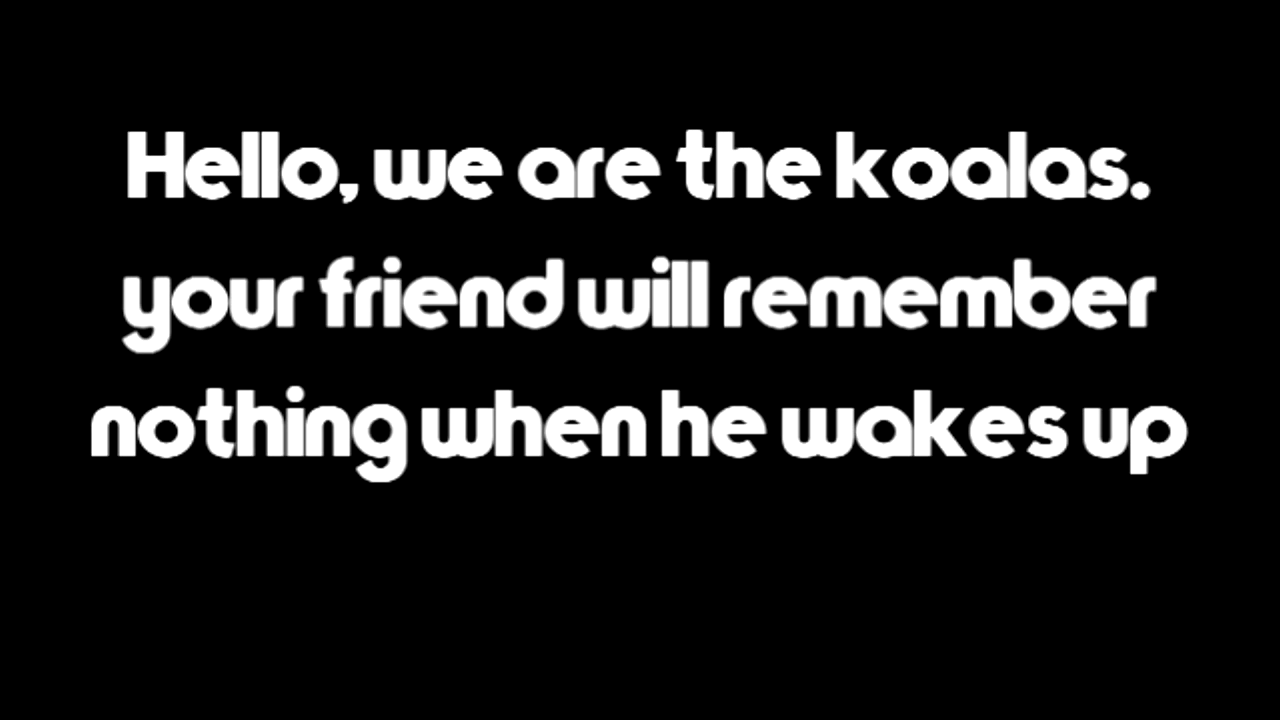 Hello, we are the koalas.
your friend will remember
nothing when he wakes up